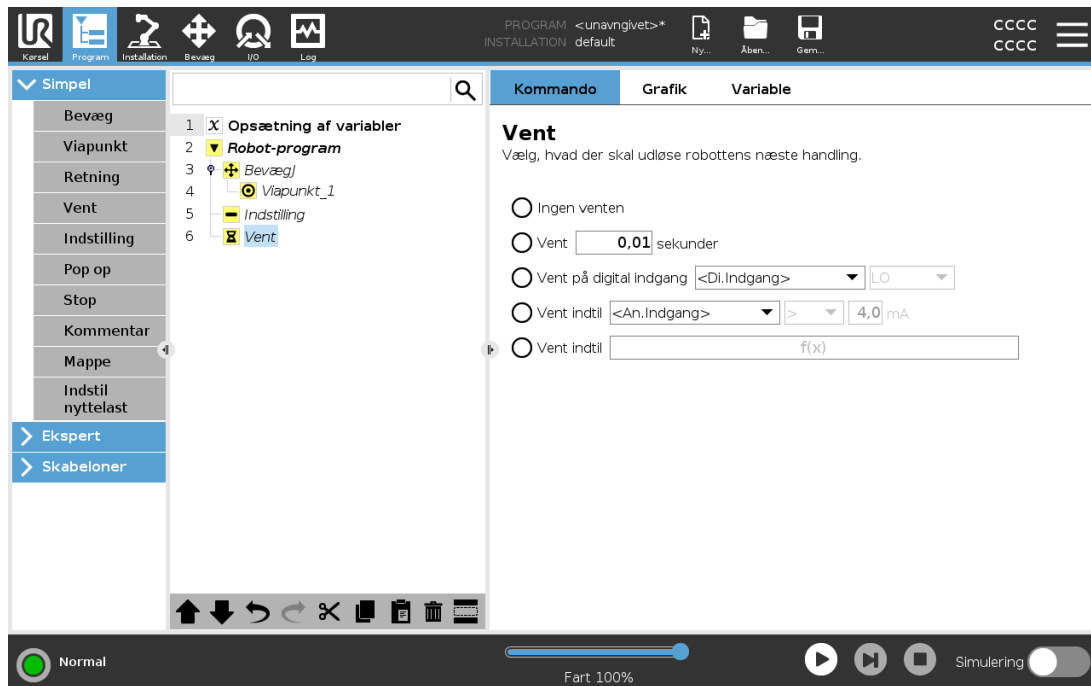 PROGRAM <unavngivet>*
INSTALLATION default
CCCC
CCCC
Kørsel
Program
Installation
Bevæg
I/O
Log
Ny...
Åben...
Gem...
Simpel
Bevæg
Viapunkt
Retning
Vent
Indstilling
Pop op
Stop
Kommentar
Mappe
Indstil
nyttelast
Ekspert
Skabeloner
1 X Opsætning af variabler
2 Robot-program
3 BevægJ
4 Viapunkt_1
5 Indstilling
6 Vent
Kommando Grafik Variable
Vent
Vælg, hvad der skal udløse robottens næste handling.
Ingen venten
Vent 0,01 sekunder
Vent på digital indgang <Di.Indgang> LO
Vent indtil <An.Indgang> > 4,0 mA
Vent indtil f(x)
Normal
Fart 100%
Simulering